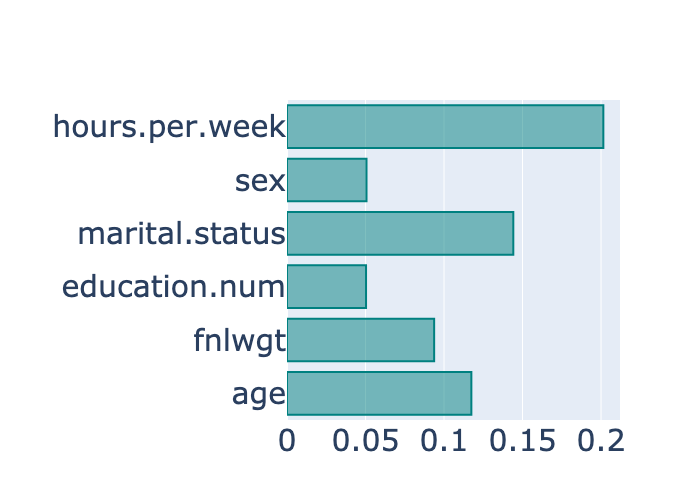 hours.per.week
sex
marital.status
education.num
fnlwgt
age
0 0.05 0.1 0.15 0.2